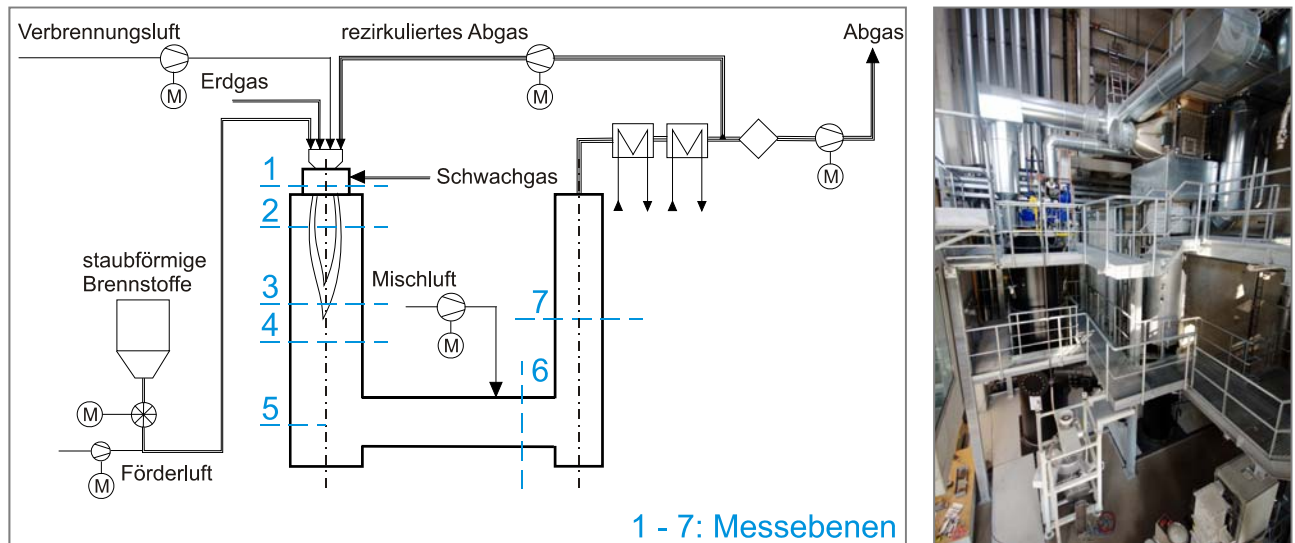 Verbrennungsluft
rezirkuliertes Abgas
Abgas
M
M
Erdgas
M
1
Schwachgas
2
staubförmige
Brennstoffe
Mischluft
3
7
4
M
6
M
5
Förderluft
M
1 - 7: Messebenen